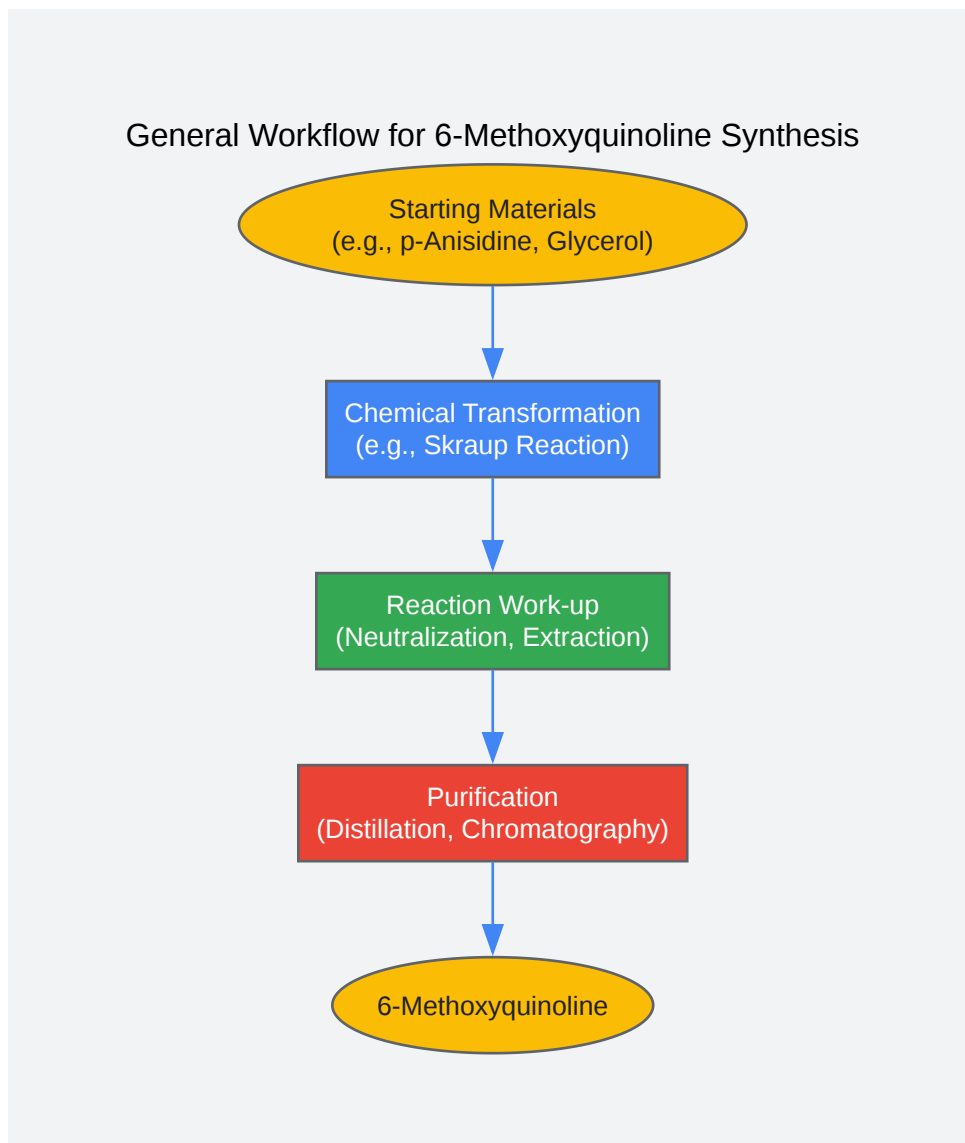 General Workflow for 6-Methoxyquinoline Synthesis
Starting Materials
(e.g., p-Anisidine, Glycerol)
Chemical Transformation
(e.g., Skraup Reaction)
Reaction Work-up
(Neutralization, Extraction)
Purification
(Distillation, Chromatography)
6-Methoxyquinoline